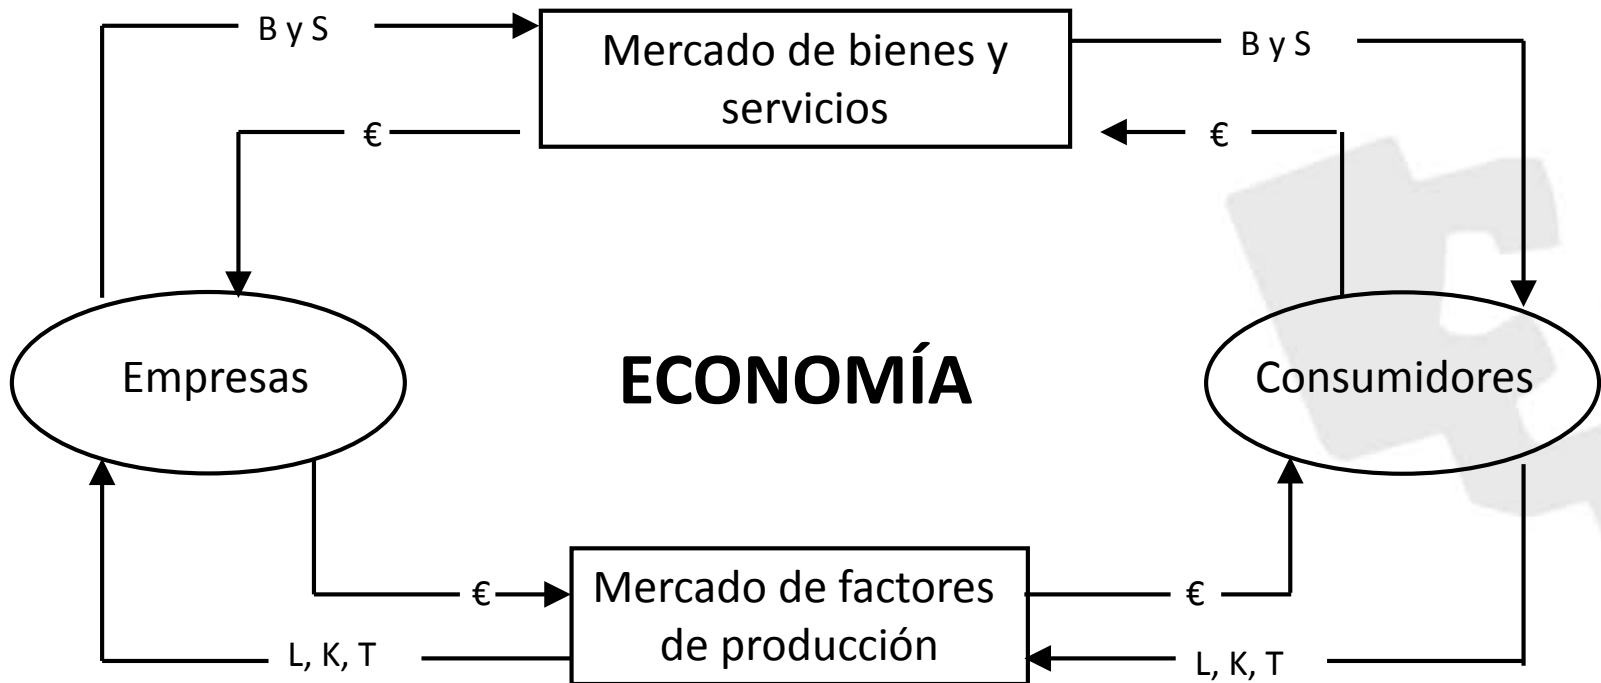 B y S
Mercado de bienes y
servicios
B y S
€
€
Empresas
ECONOMÍA
Consumidores
€
Mercado de factores
de producción
€
L, K, T
L, K, T